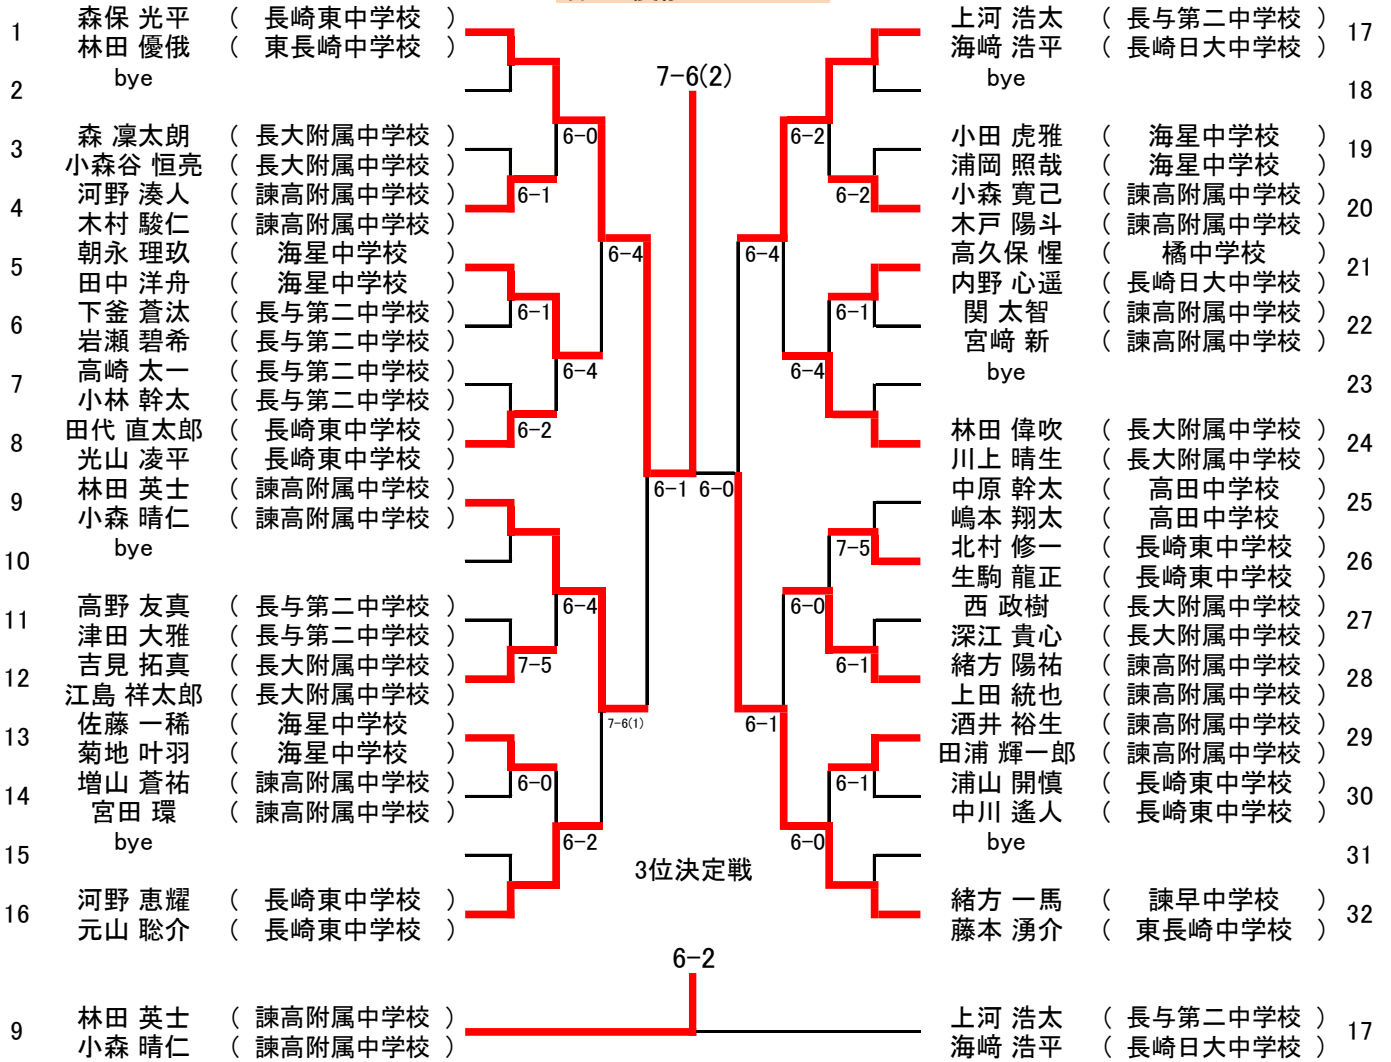 1 森保 光平 ( 長崎東中学校 )
林田 優俄 ( 東長崎中学校 )
2 bye
3 森 凜太朗 ( 長大附属中学校 )
小森谷 恒亮 ( 長大附属中学校 )
4 河野 湊人 ( 諫高附属中学校 )
木村 駿仁 ( 諫高附属中学校 )
5 朝永 理玖 ( 海星中学校 )
田中 洋舟 ( 海星中学校 )
6 下釜 蒼汰 ( 長与第二中学校 )
岩瀬 碧希 ( 長与第二中学校 )
7 高崎 太一 ( 長与第二中学校 )
小林 幹太 ( 長与第二中学校 )
8 田代 直太郎 ( 長崎東中学校 )
光山 凌平 ( 長崎東中学校 )
9 林田 英士 ( 諫高附属中学校 )
小森 晴仁 ( 諫高附属中学校 )
10 bye
11 高野 友真 ( 長与第二中学校 )
津田 大雅 ( 長与第二中学校 )
12 吉見 拓真 ( 長大附属中学校 )
江島 祥太郎 ( 長大附属中学校 )
13 佐藤 一稀 ( 海星中学校 )
菊地 叶羽 ( 海星中学校 )
14 増山 蒼祐 ( 諫高附属中学校 )
宮田 環 ( 諫高附属中学校 )
15 bye
16 河野 恵耀 ( 長崎東中学校 )
元山 聡介 ( 長崎東中学校 )
6-1
6-1
6-2
7-5
6-0
6-0
6-4
6-4
6-2
6-4
7-6(1)
6-1
7-6(2)
6-0
6-4
6-1
6-2
6-4
6-0
6-0
6-2
6-1
7-5
6-1
6-1
上河 浩太 ( 長与第二中学校 ) 17
海﨑 浩平 ( 長崎日大中学校 )
bye 18
小田 虎雅 ( 海星中学校 ) 19
浦岡 照哉 ( 海星中学校 )
小森 寛己 ( 諫高附属中学校 ) 20
木戸 陽斗 ( 諫高附属中学校 )
高久保 惺 ( 橘中学校 ) 21
内野 心遥 ( 長崎日大中学校 )
関 太智 ( 諫高附属中学校 ) 22
宮﨑 新 ( 諫高附属中学校 )
bye 23
林田 偉吹 ( 長大附属中学校 ) 24
川上 晴生 ( 長大附属中学校 )
中原 幹太 ( 高田中学校 ) 25
嶋本 翔太 ( 高田中学校 )
北村 修一 ( 長崎東中学校 ) 26
生駒 龍正 ( 長崎東中学校 )
西 政樹 ( 長大附属中学校 ) 27
深江 貴心 ( 長大附属中学校 )
緒方 陽祐 ( 諫高附属中学校 ) 28
上田 統也 ( 諫高附属中学校 )
酒井 裕生 ( 諫高附属中学校 ) 29
田浦 輝一郎 ( 諫高附属中学校 )
浦山 開慎 ( 長崎東中学校 ) 30
中川 遙人 ( 長崎東中学校 )
bye 31
緒方 一馬 ( 諫早中学校 ) 32
藤本 湧介 ( 東長崎中学校 )
3位決定戦
6-2
9 林田 英士 ( 諫高附属中学校 )
小森 晴仁 ( 諫高附属中学校 )
上河 浩太 ( 長与第二中学校 ) 17
海﨑 浩平 ( 長崎日大中学校 )